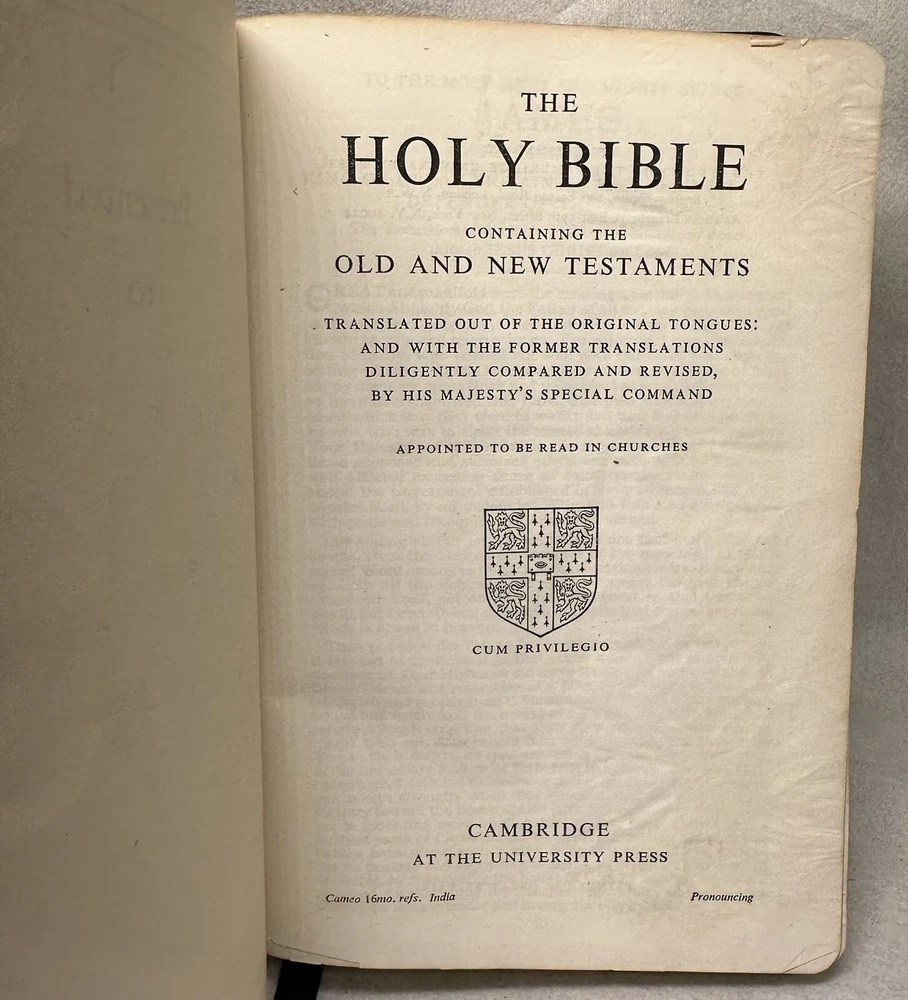 THE
HOLY BIBLE
CONTAINING THE
OLD AND NEW TESTAMENTS
TRANSLATED OUT OF THE ORIGINAL TONGUES:
AND WITH THE FORMER TRANSLATIONS
DILIGENTLY COMPARED AND REVISED,
BY HIS MAJESTY'S SPECIAL COMMAND
APPOINTED TO BE READ IN CHURCHES
CUM PRIVILEGIO
CAMBRIDGE
AT THE UNIVERSITY PRESS
Cameo 16mo. refs. India Pronouncing